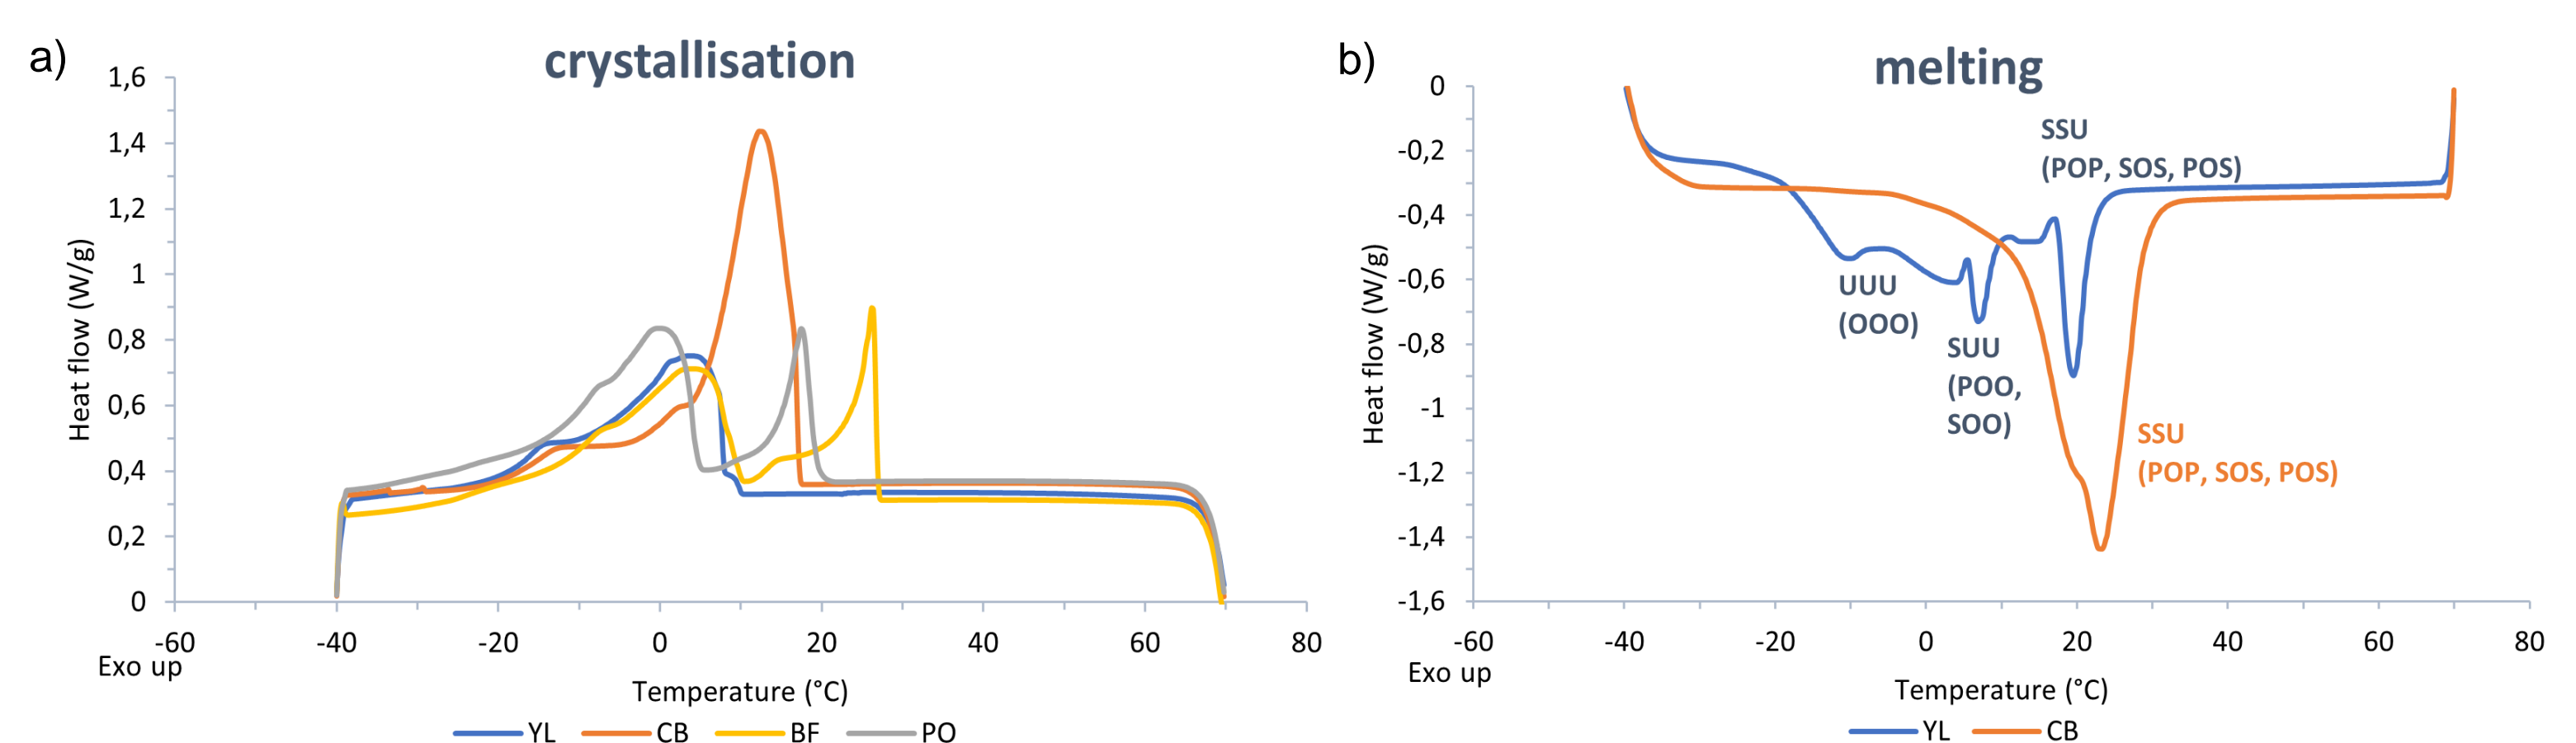 a)
crystallisation
1,6
1,4
1,2
1
0,8
0,6
0,4
0,2
0
Heat flow (W/g)
-60 -40 -20 0 20 40 60 80
Exo up
Temperature (°C)
YL CB BF PO
b)
melting
0
-0,2
-0,4
-0,6
-0,8
-1
-1,2
-1,4
-1,6
Heat flow (W/g)
SSU
(POP, SOS, POS)
UUU
(OOO)
SUU
(POO,
SOO)
SSU
(POP, SOS, POS)
-60 -40 -20 0 20 40 60 80
Exo up
Temperature (°C)
YL CB